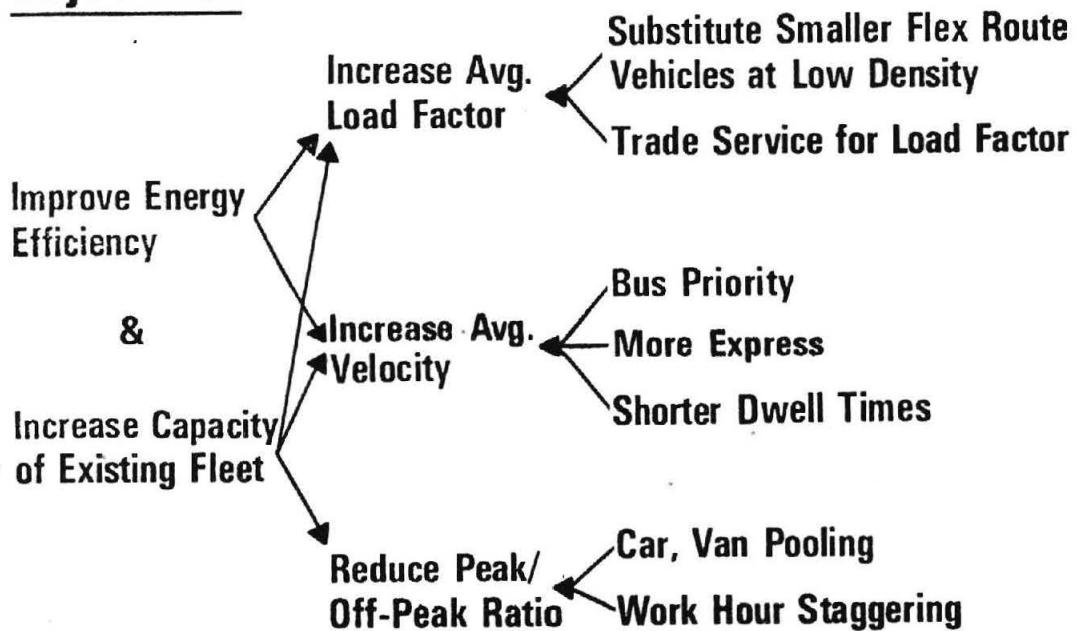 Substitute Smaller Flex Route
Vehicles at Low Density
Increase Avg.
Load Factor
Trade Service for Load Factor
Improve Energy
Efficiency
&
Increase Capacity
of Existing Fleet
Increase Avg.
Velocity
Bus Priority
More Express
Shorter Dwell Times
Reduce Peak/
Off-Peak Ratio
Car, Van Pooling
Work Hour Staggering